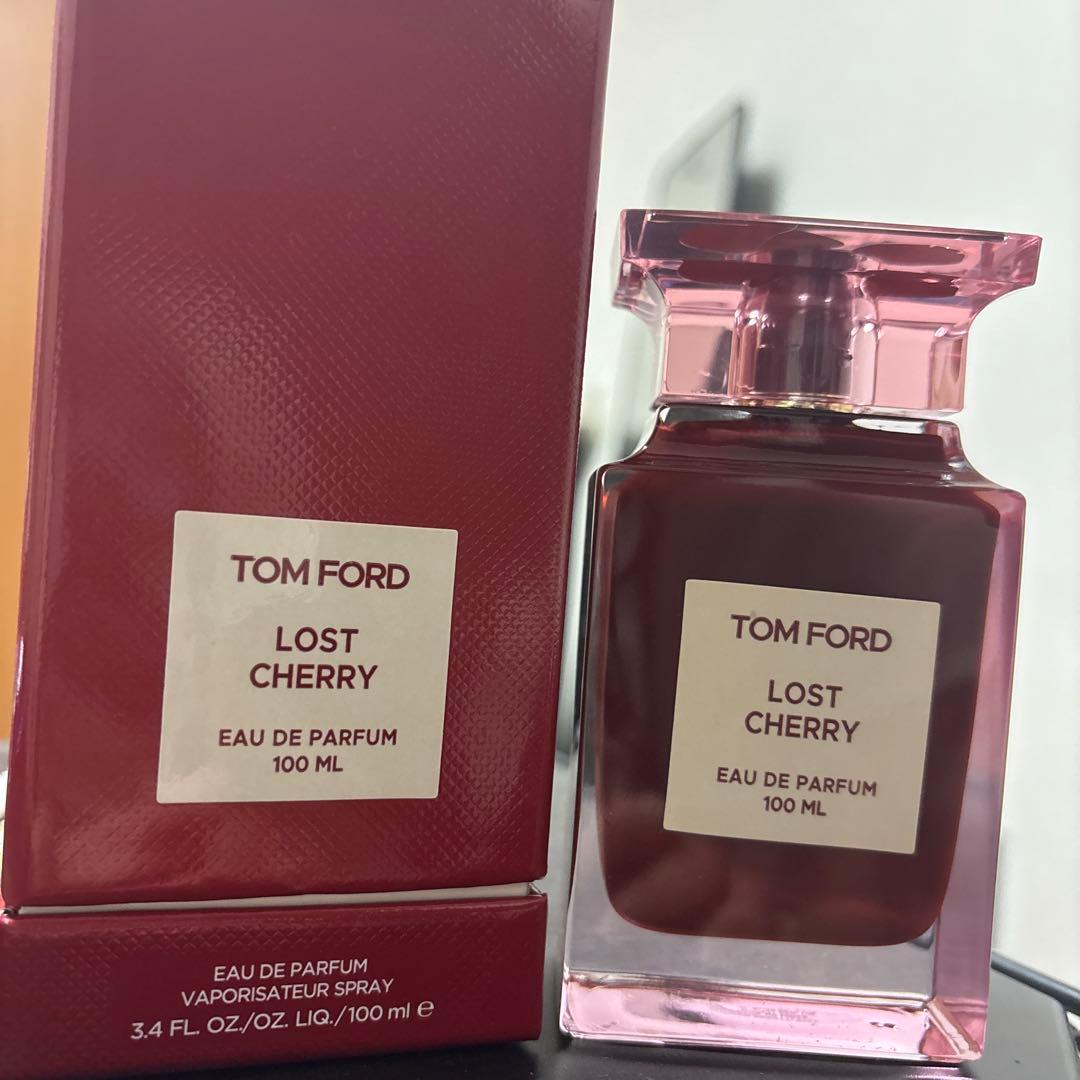 TOM FORD
LOST
CHERRY
EAU DE PARFUM
100 ML
EAU DE PARFUM
VAPORISATEUR SPRAY
3.4 FL. OZ./OZ. LIQ./100 ml ℮
TOM FORD
LOST
CHERRY
EAU DE PARFUM
100 ML